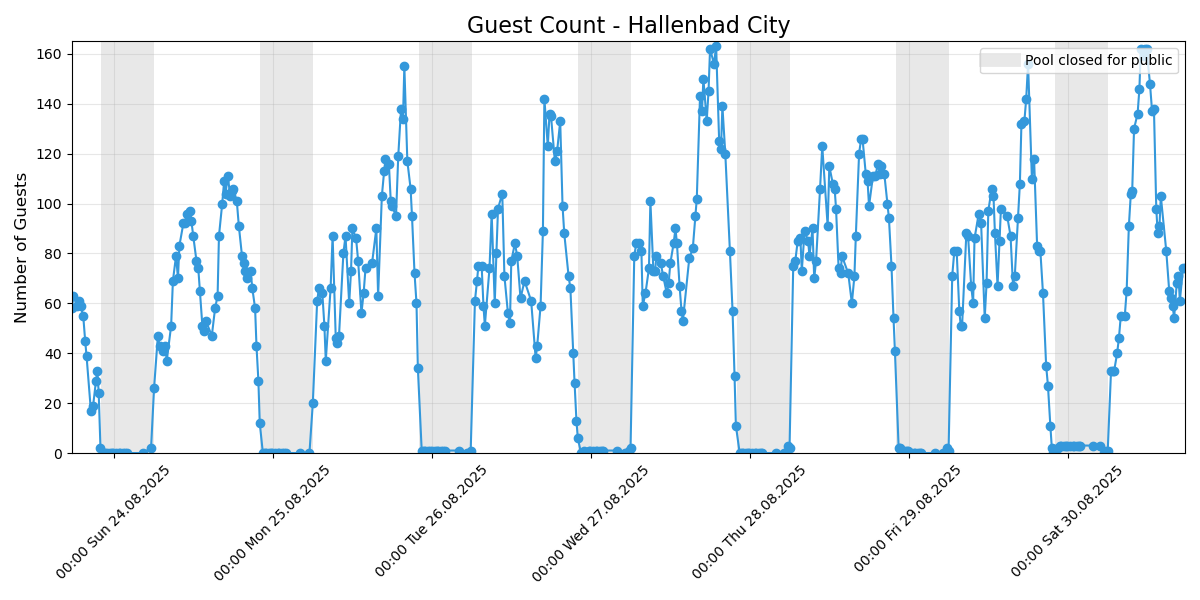 Guest Count - Hallenbad City
Pool closed for public
Number of Guests
160
140
120
100
80
60
40
20
0
00:00 Sun 24.08.2025
00:00 Mon 25.08.2025
00:00 Tue 26.08.2025
00:00 Wed 27.08.2025
00:00 Thu 28.08.2025
00:00 Fri 29.08.2025
00:00 Sat 30.08.2025